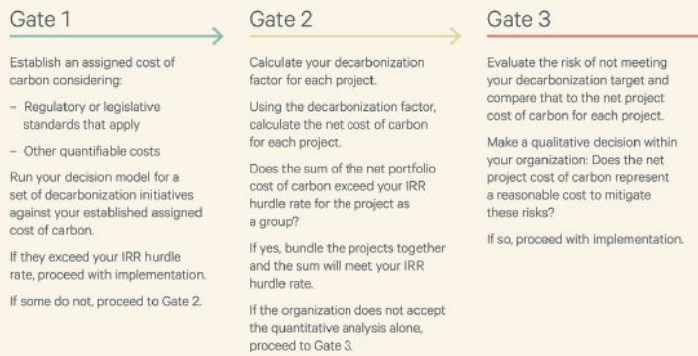 Gate 1
Establish an assigned cost of
carbon considering:
– Regulatory or legislative
standards that apply
– Other quantifiable costs
Run your decision model for a
set of decarbonization initiatives
against your established assigned
cost of carbon.
If they exceed your IRR hurdle
rate, proceed with implementation.
If some do not, proceed to Gate 2.
Gate 2
Calculate your decarbonization
factor for each project.
Using the decarbonization factor,
calculate the net cost of carbon
for each project.
Does the sum of the net portfolio
cost of carbon exceed your IRR
hurdle rate for the project as
a group?
If yes, bundle the projects together
and the sum will meet your IRR
hurdle rate.
If the organization does not accept
the quantitative analysis alone,
proceed to Gate 3.
Gate 3
Evaluate the risk of not meeting
your decarbonization target and
compare that to the net project
cost of carbon for each project.
Make a qualitative decision within
your organization: Does the net
project cost of carbon represent
a reasonable cost to mitigate
these risks?
If so, proceed with implementation.